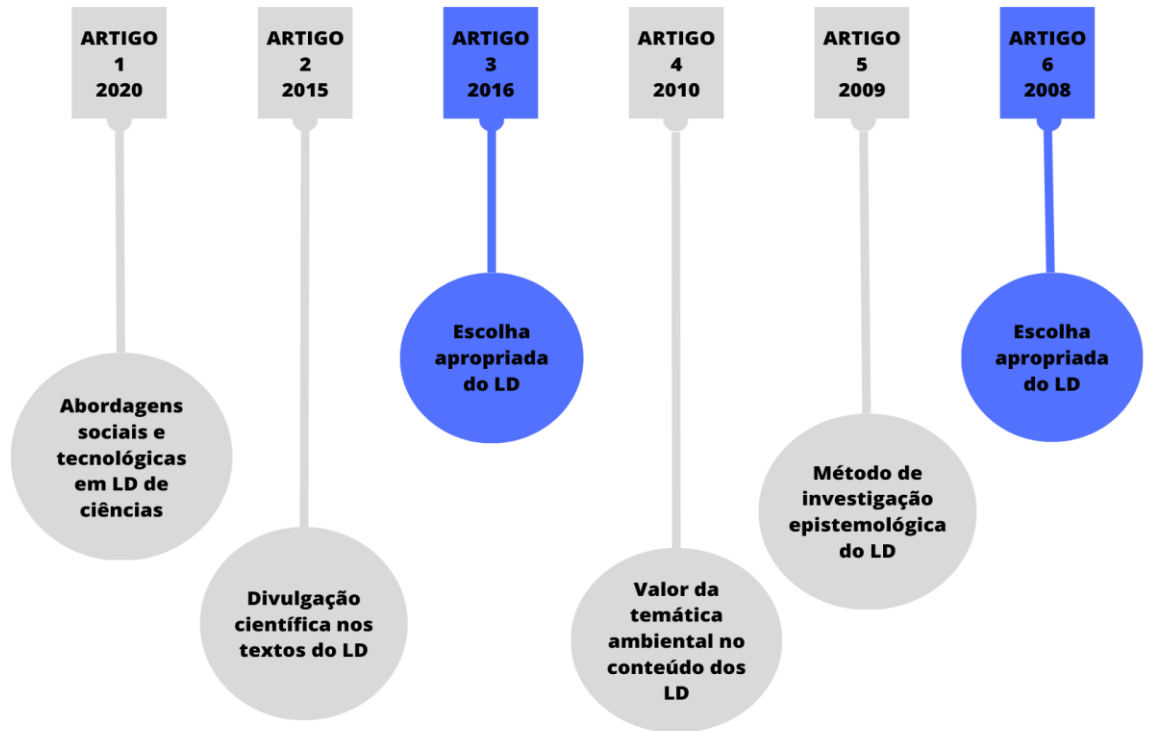 ARTIGO
1
2020
Abordagens
sociais e
tecnológicas
em LD de
ciências
ARTIGO
2
2015
Divulgação
científica nos
textos do LD
ARTIGO
3
2016
Escolha
apropriada
do LD
ARTIGO
4
2010
Valor da
temática
ambiental no
conteúdo dos
LD
ARTIGO
5
2009
Método de
investigação
epistemológica
do LD
ARTIGO
6
2008
Escolha
apropriada
do LD